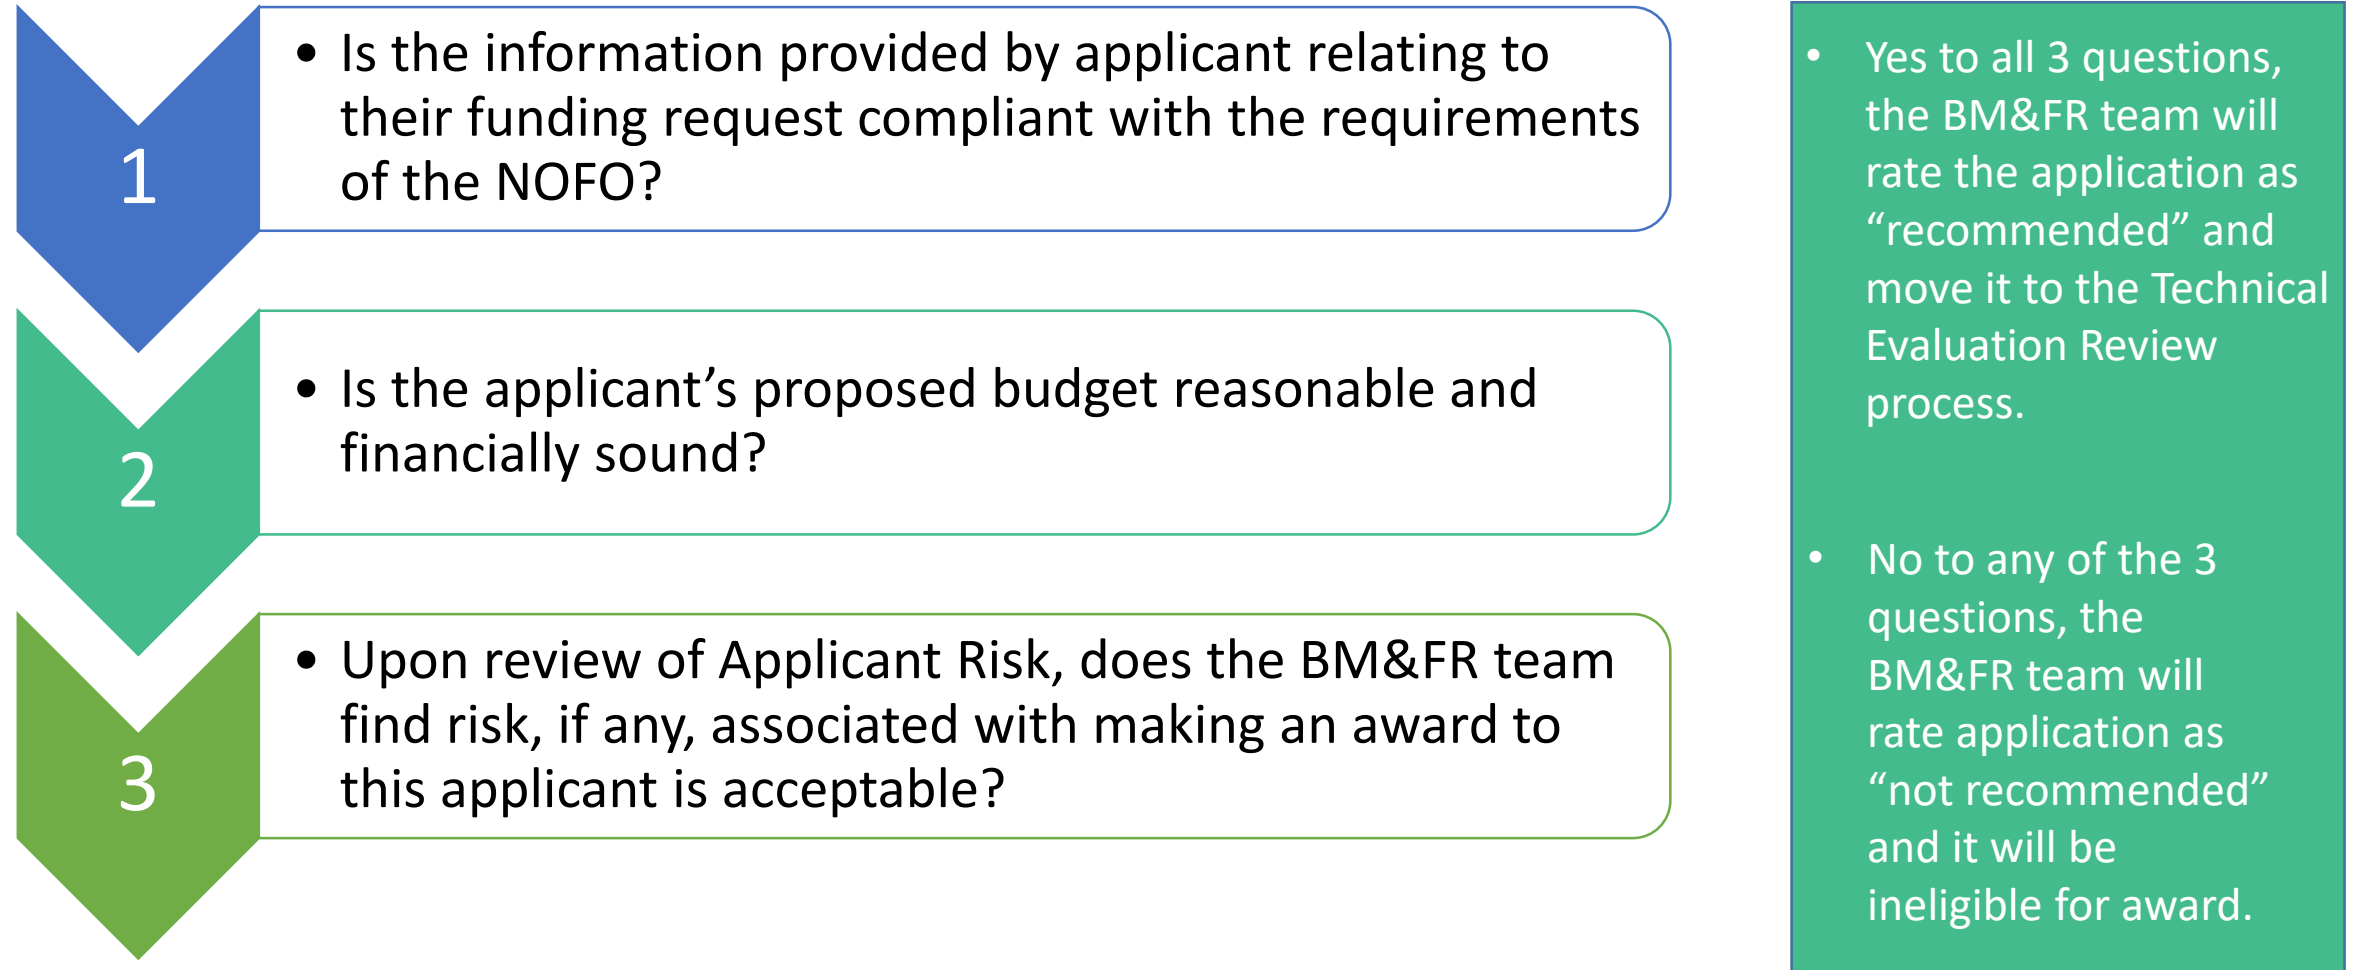 1
• Is the information provided by applicant relating to
their funding request compliant with the requirements
of the NOFO?
2
• Is the applicant’s proposed budget reasonable and
financially sound?
3
• Upon review of Applicant Risk, does the BM&FR team
find risk, if any, associated with making an award to
this applicant is acceptable?
• Yes to all 3 questions,
the BM&FR team will
rate the application as
“recommended” and
move it to the Technical
Evaluation Review
process.
• No to any of the 3
questions, the
BM&FR team will
rate application as
“not recommended”
and it will be
ineligible for award.